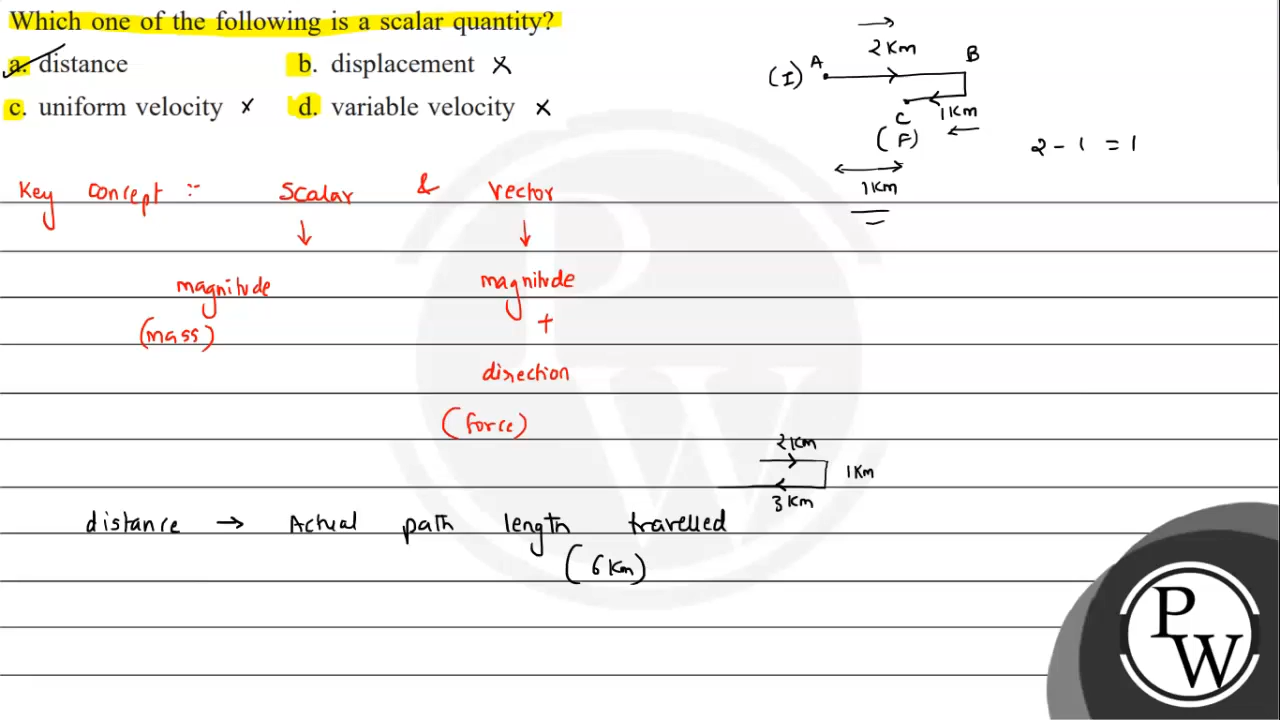 Which one of the following is a scalar quantity?
a. distance b. displacement ×
c. uniform velocity × d. variable velocity ×
2 Km
(I) A B
C 1 Km
(F)
2 - 1 = 1
1 Km
Key concept :- Scalar & vector
magnitude magnitude
(mass) +
direction
(force)
2 Km
1 Km
3 Km
distance → Actual path length travelled
(6 Km)
P
W
P
W